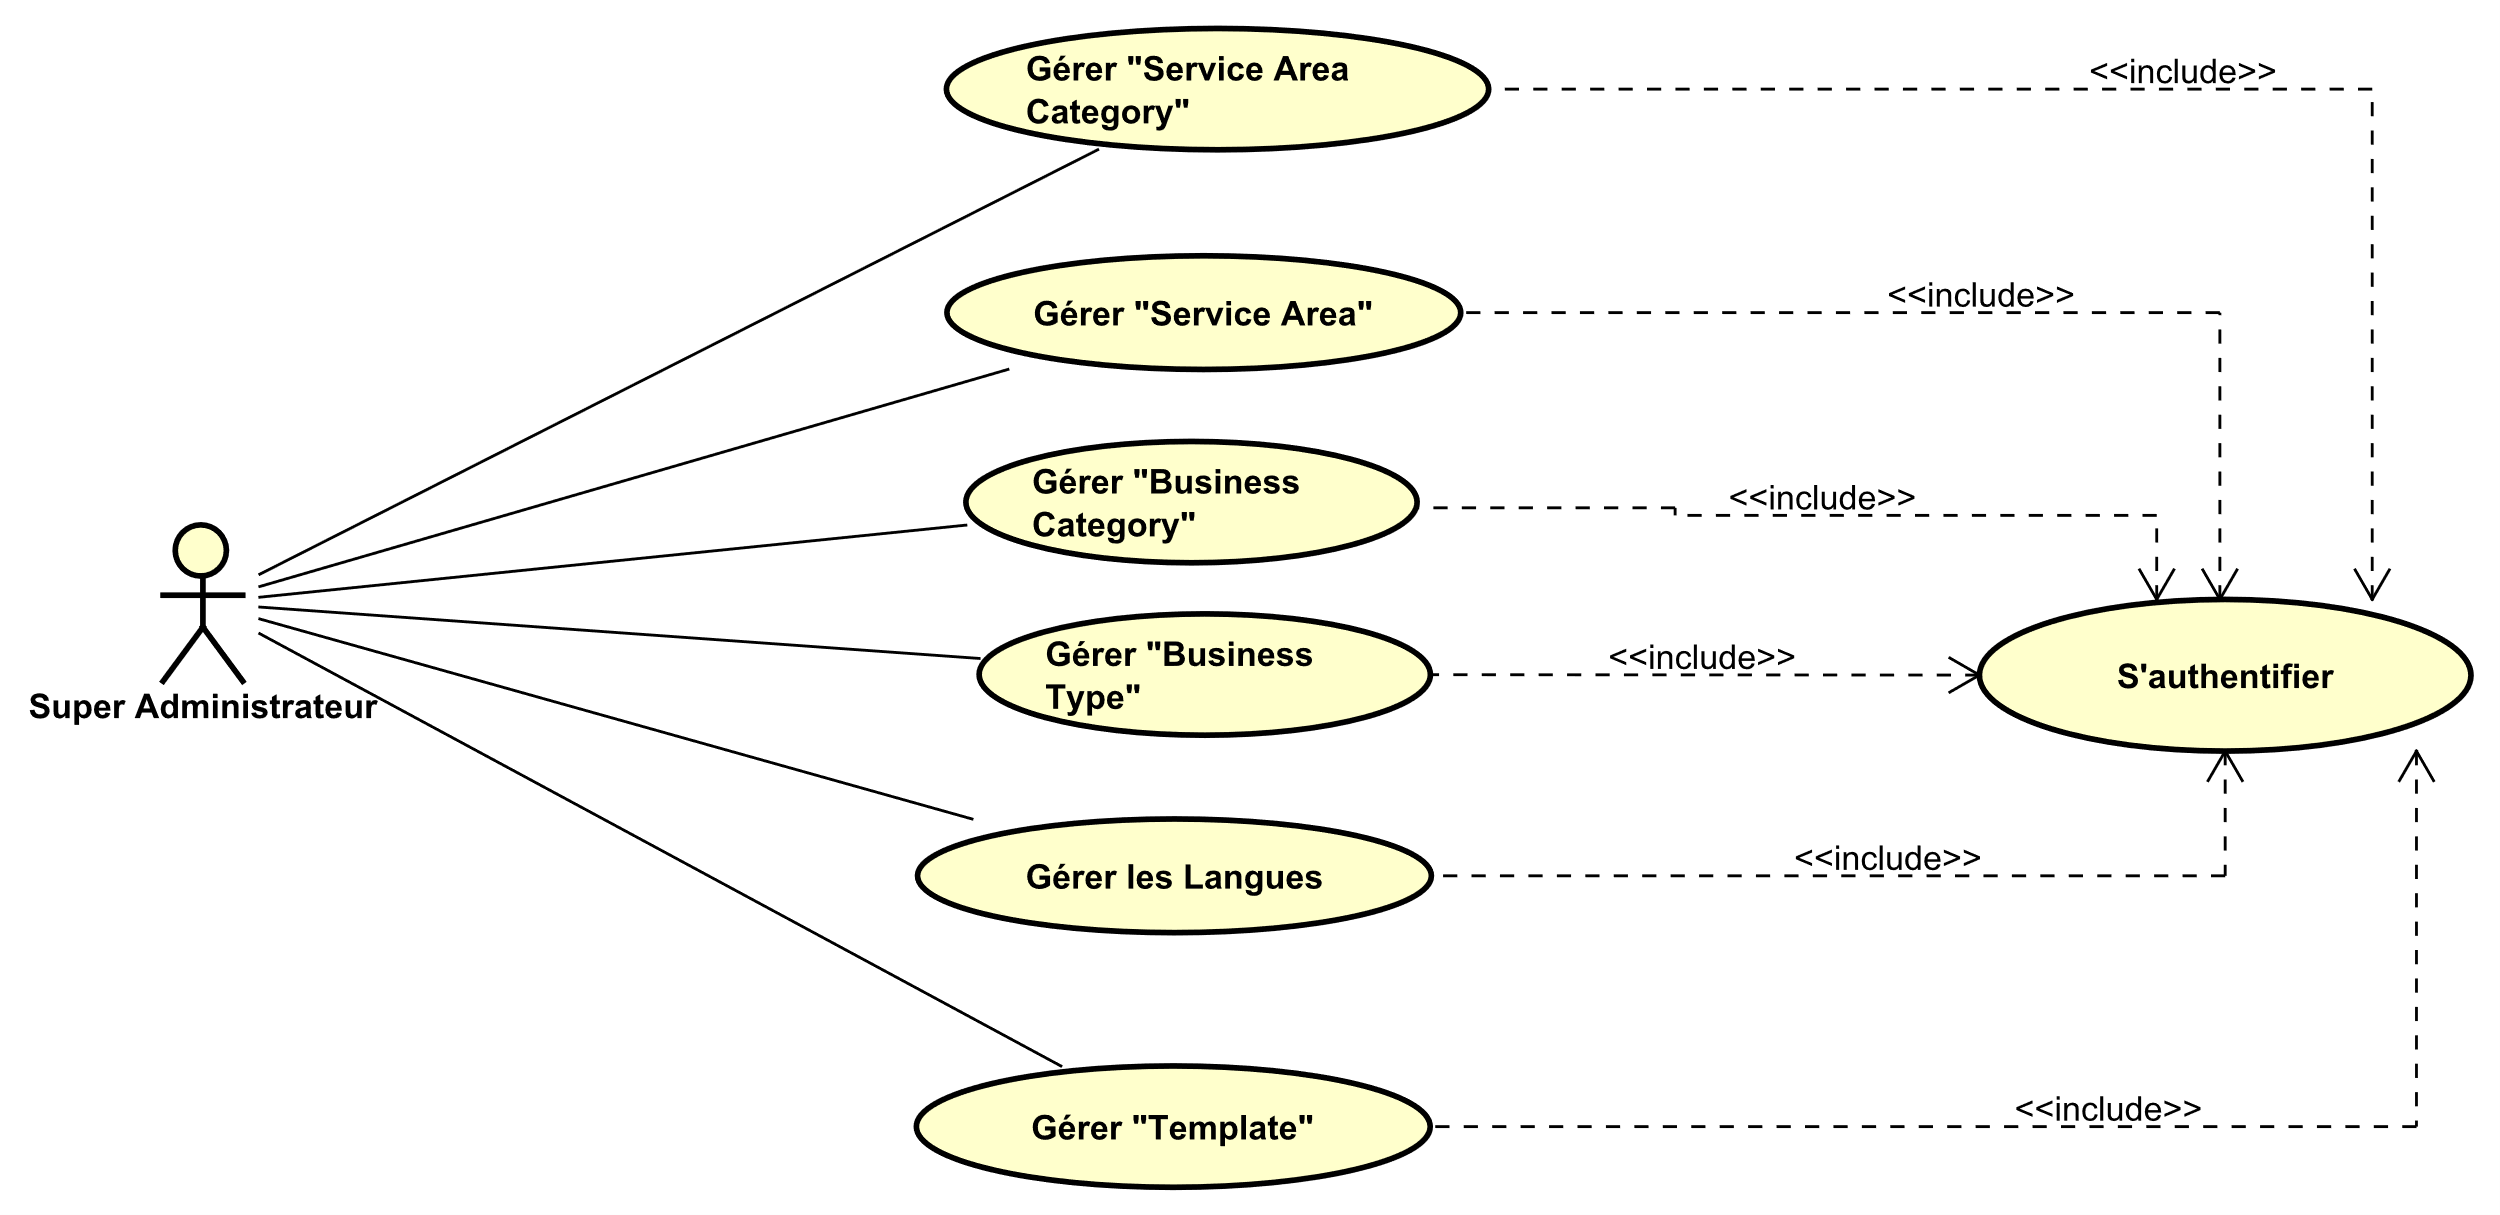 Gérer "Service Area
Category"
<<include>>
Gérer "Service Area"
<<include>>
Gérer "Business
Category"
<<include>>
Gérer "Business
Type"
<<include>>
S'authentifier
Super Administrateur
Gérer les Langues
<<include>>
Gérer "Template"
<<include>>